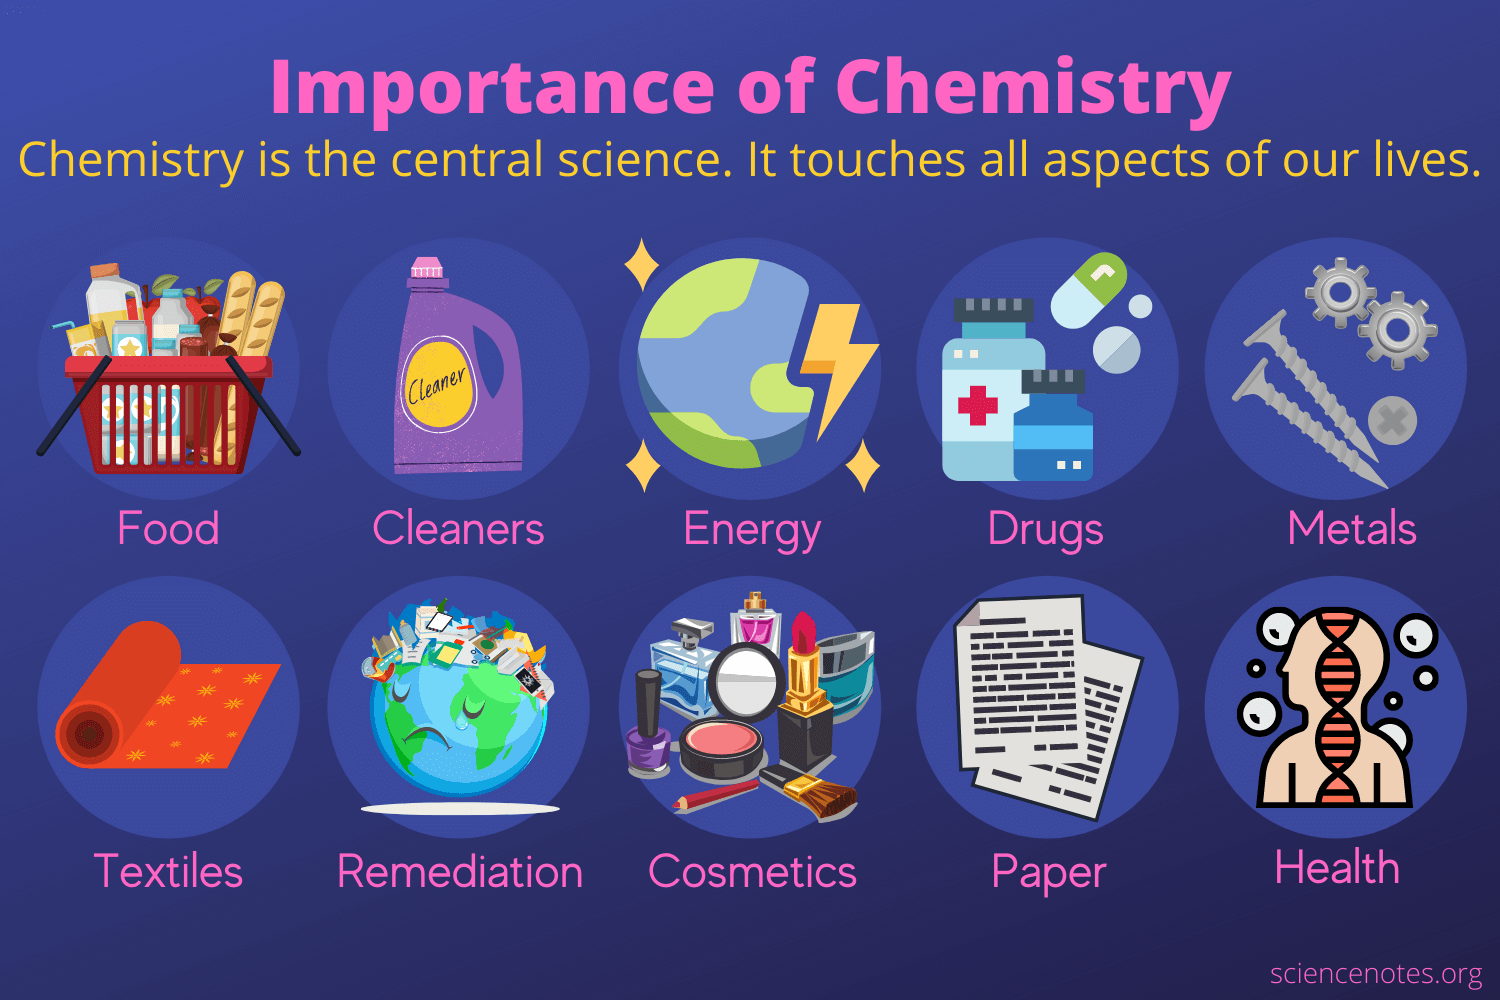 Importance of Chemistry
Chemistry is the central science. It touches all aspects of our lives.
Cleaner
Food
Cleaners
Energy
Drugs
Metals
Textiles
Remediation
Cosmetics
Paper
Health
sciencenotes.org